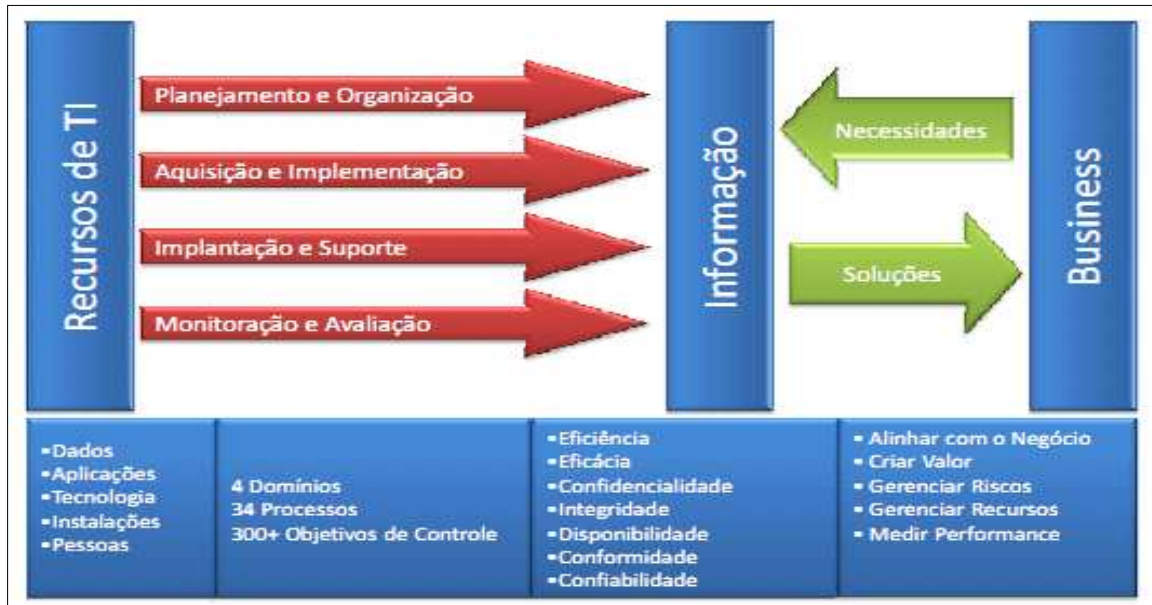 Recursos de TI
Planejamento e Organização
Aquisição e Implementação
Implantação e Suporte
Monitoração e Avaliação
Informação
Necessidades
Soluções
Business
▪Dados
▪Aplicações
▪Tecnologia
▪Instalações
▪Pessoas
4 Domínios
34 Processos
300+ Objetivos de Controle
▪Eficiência
▪Eficácia
▪Confidencialidade
▪Integridade
▪Disponibilidade
▪Conformidade
▪Confiabilidade
▪ Alinhar com o Negócio
▪ Criar Valor
▪ Gerenciar Riscos
▪ Gerenciar Recursos
▪ Medir Performance